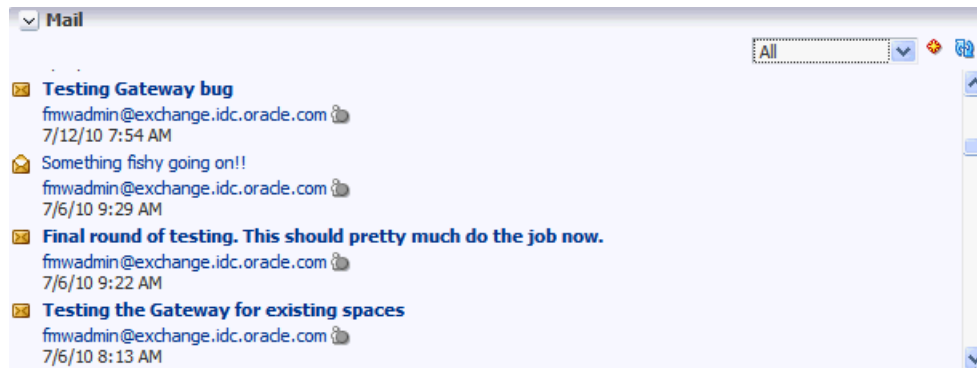 Mail
All
Testing Gateway bug
fmwadmin@exchange.idc.oracle.com
7/12/10 7:54 AM
Something fishy going on!!
fmwadmin@exchange.idc.oracle.com
7/6/10 9:29 AM
Final round of testing. This should pretty much do the job now.
fmwadmin@exchange.idc.oracle.com
7/6/10 9:22 AM
Testing the Gateway for existing spaces
fmwadmin@exchange.idc.oracle.com
7/6/10 8:13 AM